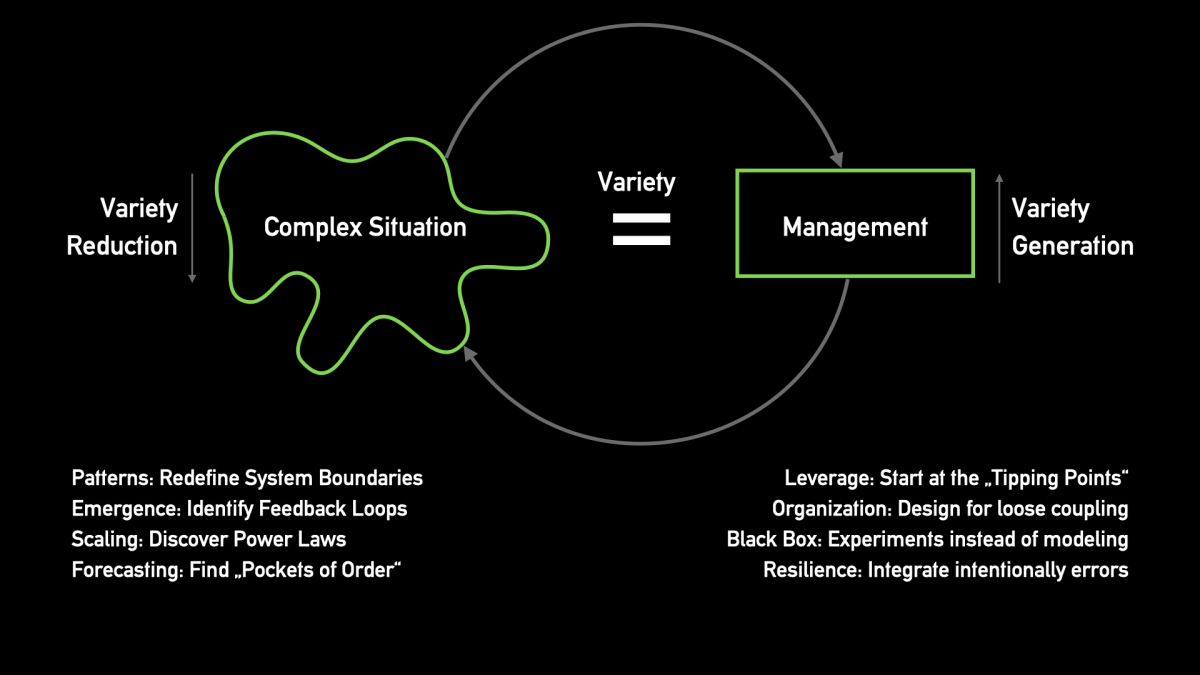 Variety
Variety
Reduction
Complex Situation
=
Management
Variety
Generation
Patterns: Redefine System Boundaries
Emergence: Identify Feedback Loops
Scaling: Discover Power Laws
Forecasting: Find „Pockets of Order“
Leverage: Start at the „Tipping Points“
Organization: Design for loose coupling
Black Box: Experiments instead of modeling
Resilience: Integrate intentionally errors